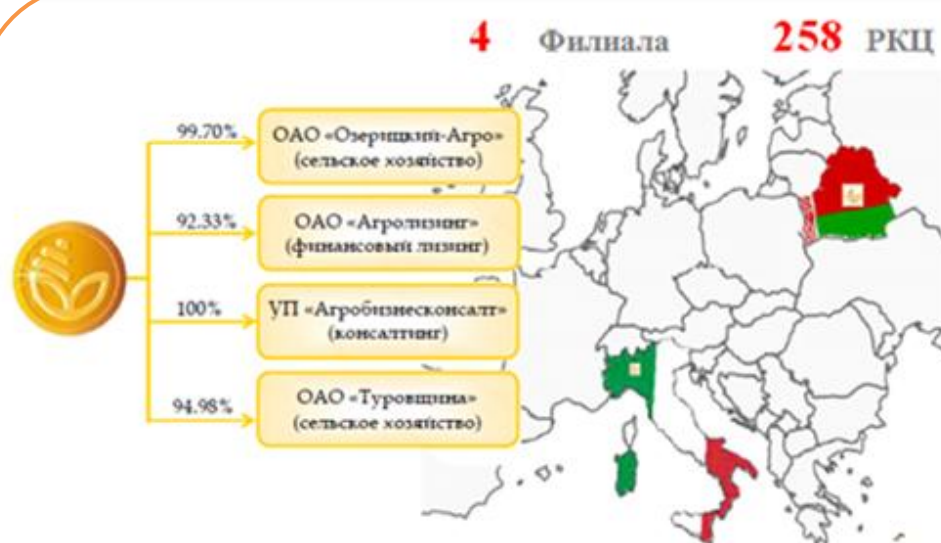 4 Филиала 258 РКЦ
99.70%
ОАО «Озерицкий-Агро»
(сельское хозяйство)
92.33%
ОАО «Агролизинг»
(финансовый лизинг)
100%
УП «Агробизнесконсалт»
(консалтинг)
94.98%
ОАО «Туровщина»
(сельское хозяйство)